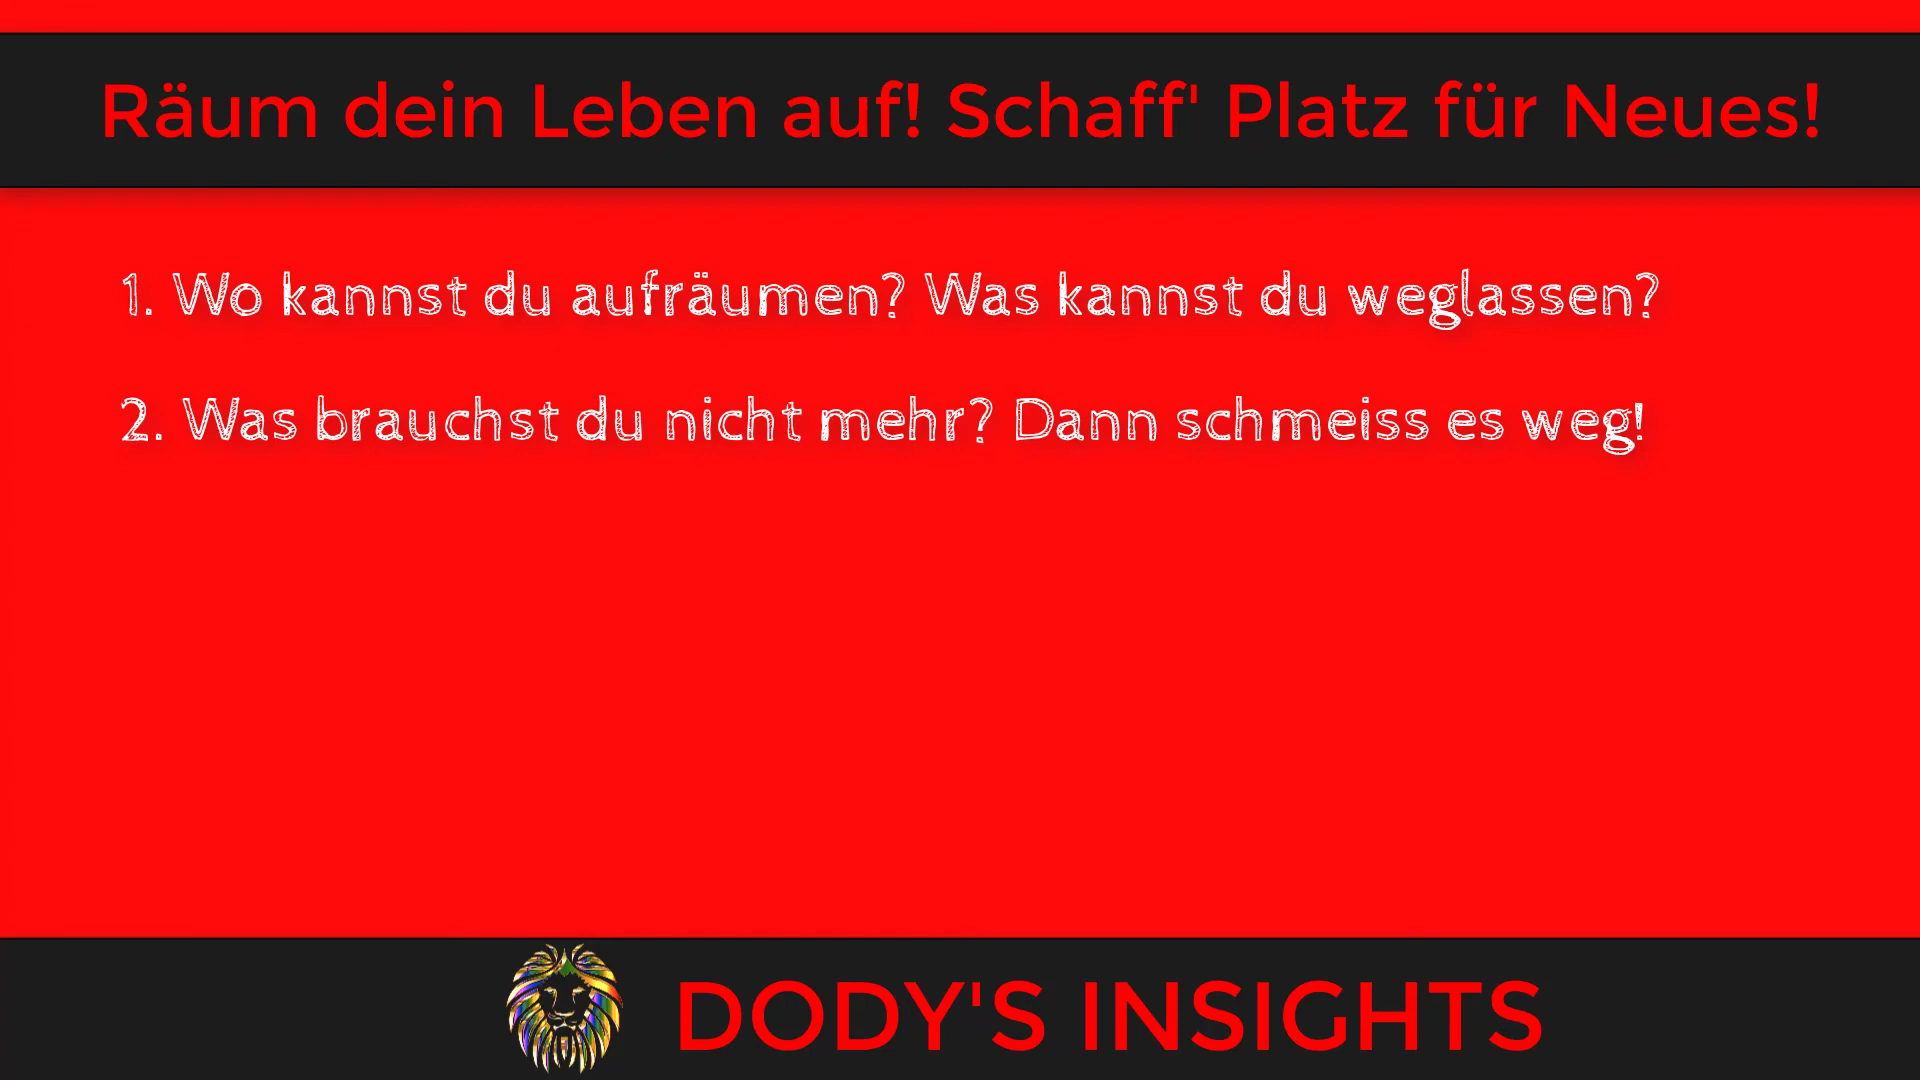 Räum dein Leben auf! Schaff' Platz für Neues!
1. Wo kannst du aufräumen? Was kannst du weglassen?
2. Was brauchst du nicht mehr? Dann schmeiss es weg!
DODY'S INSIGHTS